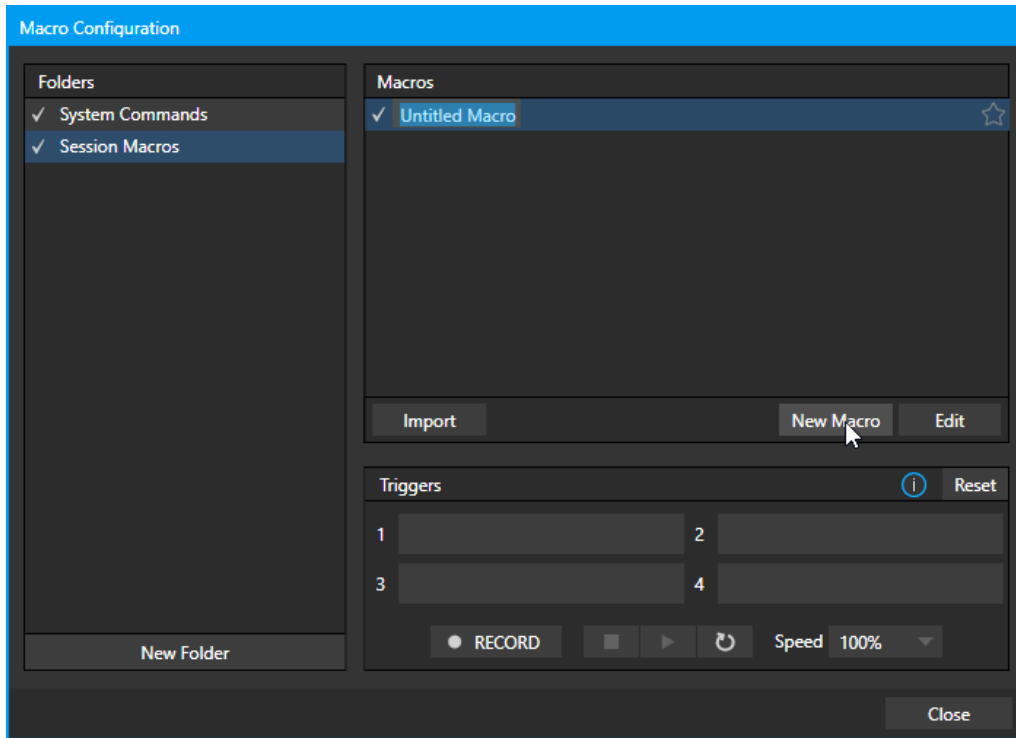 Macro Configuration
Folders
System Commands
Session Macros
New Folder
Macros
Untitled Macro
Import
New Macro
Edit
Triggers
i
Reset
1
2
3
4
RECORD
Speed
100%
Close